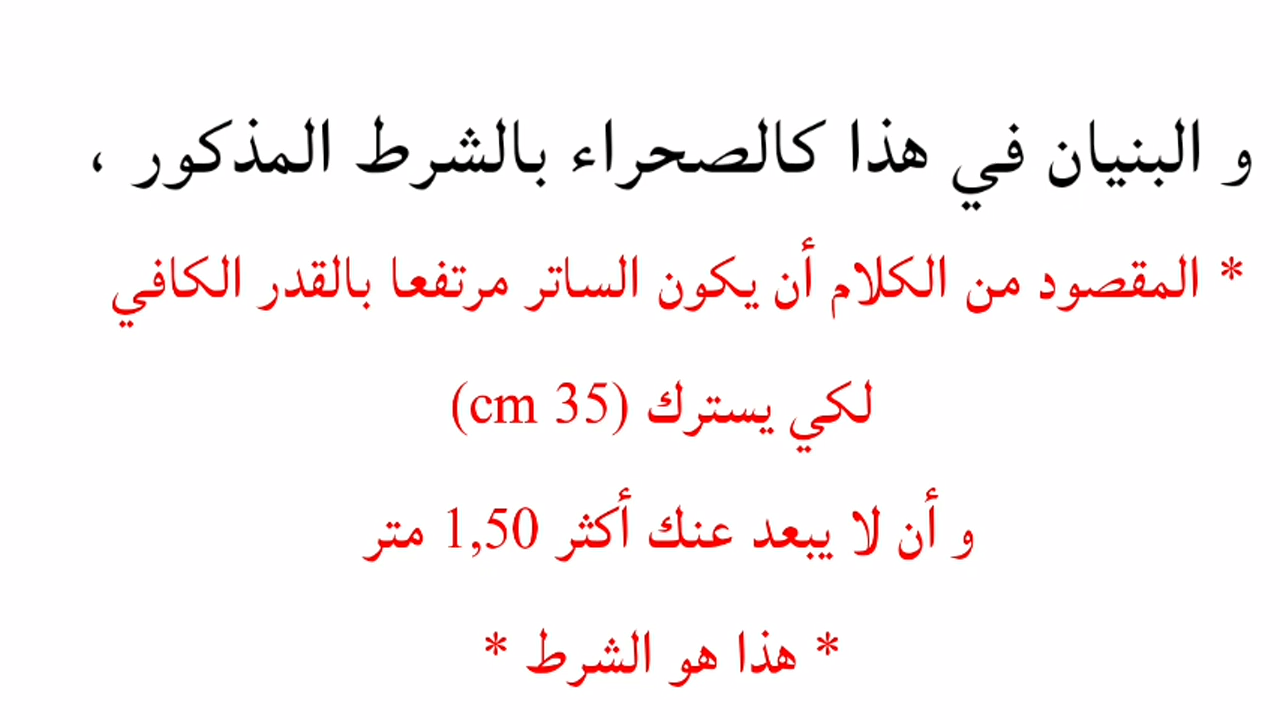 و البنيان في هذا كالصحراء بالشرط المذكور ،
* المقصود من الكلام أن يكون الساتر مرتفعا بالقدر الكافي
لكي يسترك (35 cm)
و أن لا يبعد عنك أكثر 1,50 متر
* هذا هو الشرط *